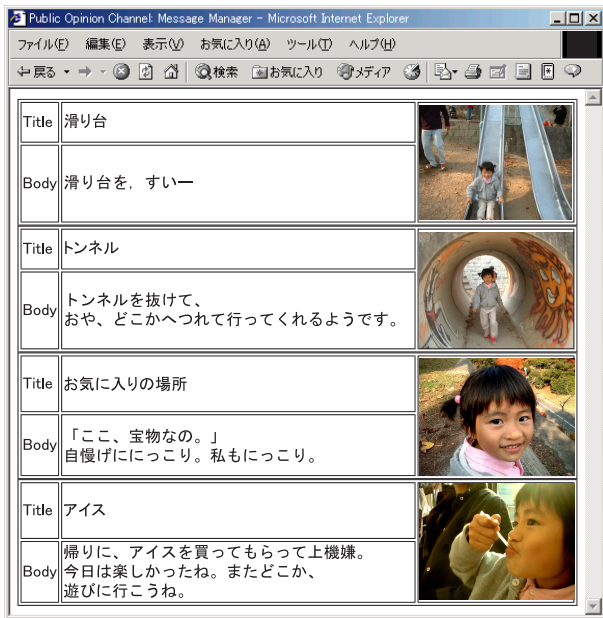 Public Opinion Channel: Message Manager - Microsoft Internet Explorer
ファイル(F) 編集(E) 表示(V) お気に入り(A) ツール(T) ヘルプ(H)
戻る 検索 お気に入り メディア
Title 滑り台
Body 滑り台を，すいー
Title トンネル
Body トンネルを抜けて、
おや、どこかへつれて行ってくれるようです。
Title お気に入りの場所
Body 「ここ、宝物なの。」
自慢げににっこり。私もにっこり。
Title アイス
Body 帰りに、アイスを買ってもらって上機嫌。
今日は楽しかったね。またどこか、
遊びに行こうね。